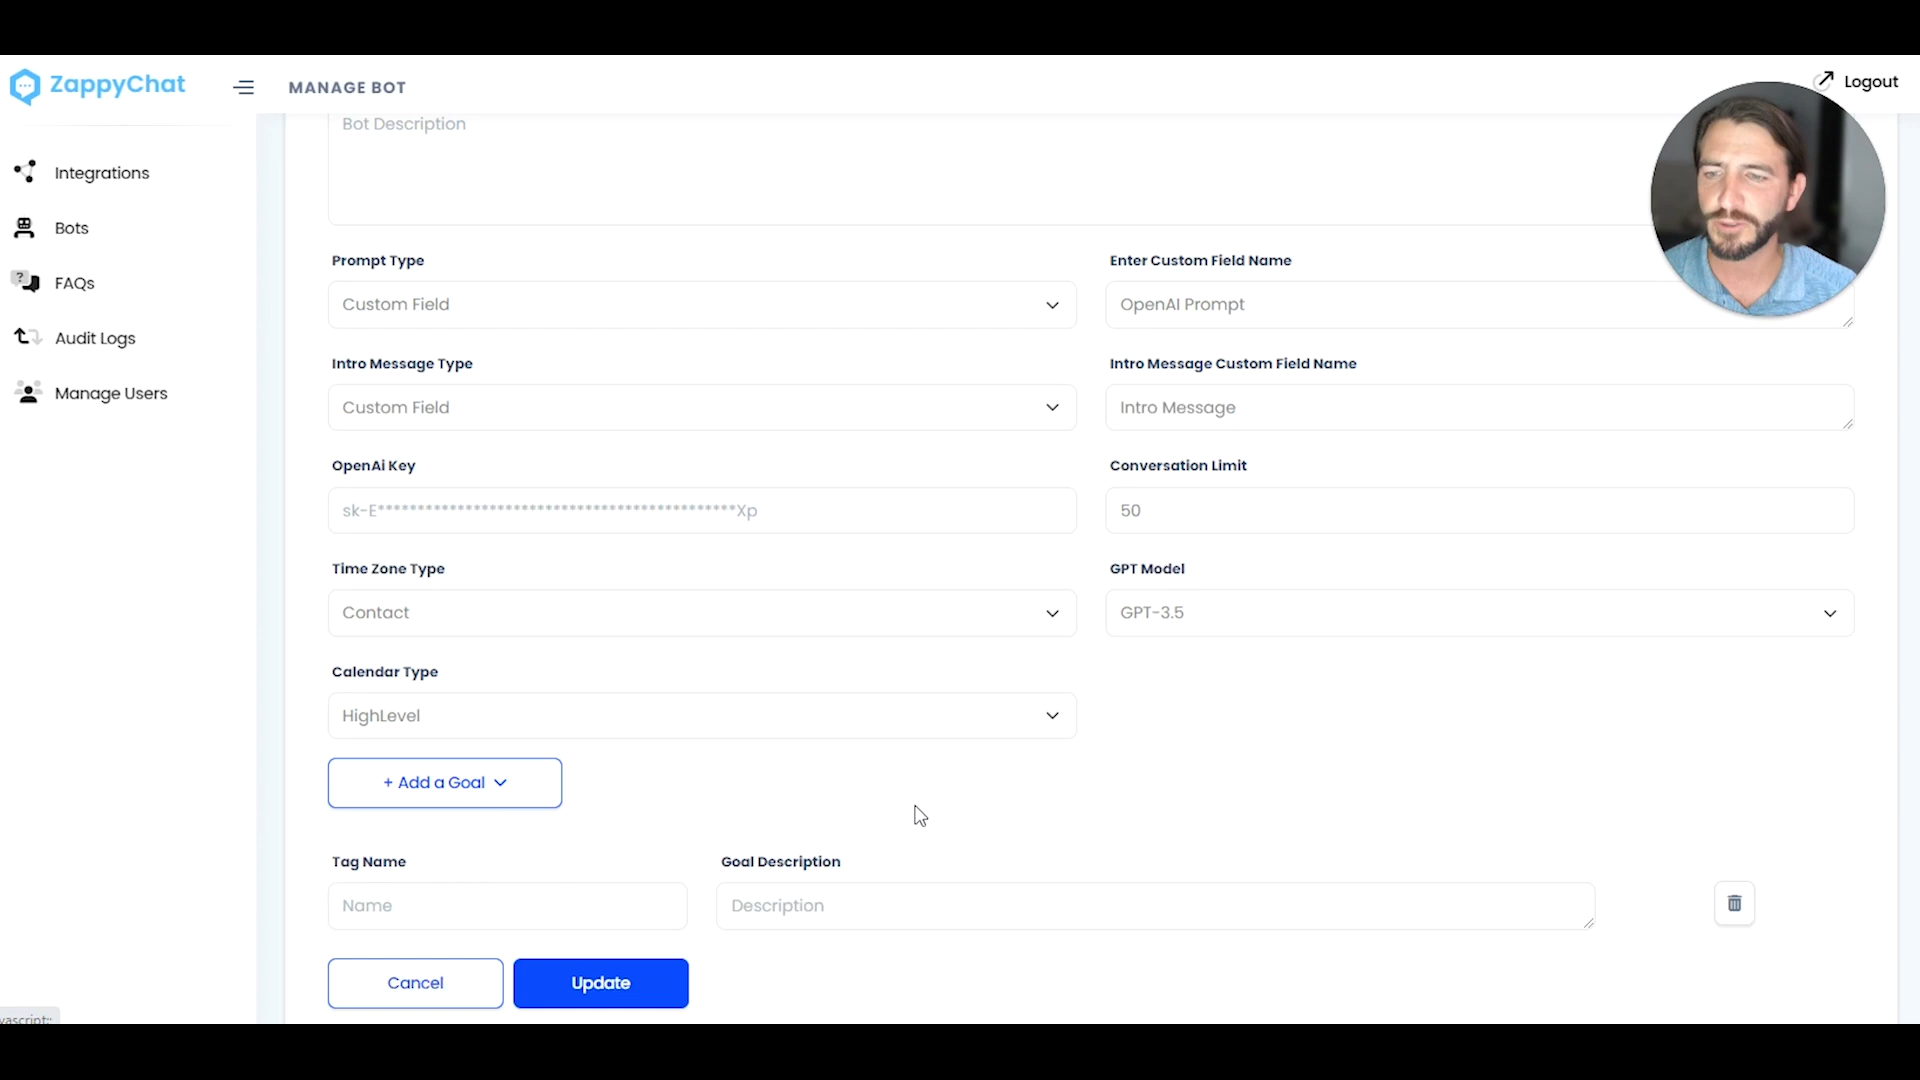 ZappyChat
MANAGE BOT
Logout
Bot Description
Integrations
Bots
FAQs
Audit Logs
Manage Users
Prompt Type
Enter Custom Field Name
Custom Field
OpenAI Prompt
Intro Message Type
Intro Message Custom Field Name
Custom Field
Intro Message
OpenAi Key
Conversation Limit
sk-E*********************************************Xp
50
Time Zone Type
GPT Model
Contact
GPT-3.5
Calendar Type
HighLevel
+ Add a Goal
Tag Name
Goal Description
Name
Description
Cancel
Update
vascript:;